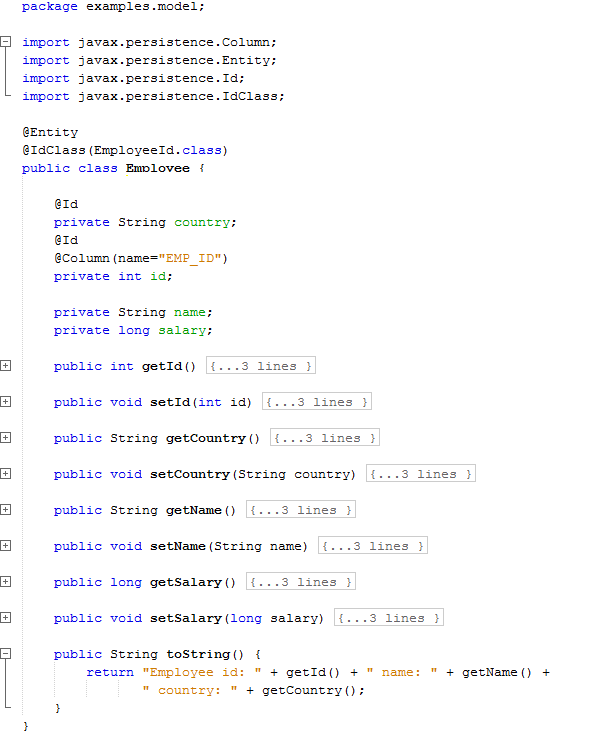 package examples.model;
import javax.persistence.Column;
import javax.persistence.Entity;
import javax.persistence.Id;
import javax.persistence.IdClass;
@Entity
@IdClass(EmployeeId.class)
public class Employee {
@Id
private String country;
@Id
@Column(name="EMP_ID")
private int id;
private String name;
private long salary;
public int getId() {...3 lines }
public void setId(int id) {...3 lines }
public String getCountry() {...3 lines }
public void setCountry(String country) {...3 lines }
public String getName() {...3 lines }
public void setName(String name) {...3 lines }
public long getSalary() {...3 lines }
public void setSalary(long salary) {...3 lines }
public String toString() {
return "Employee id: " + getId() + " name: " + getName() +
" country: " + getCountry();
}
}